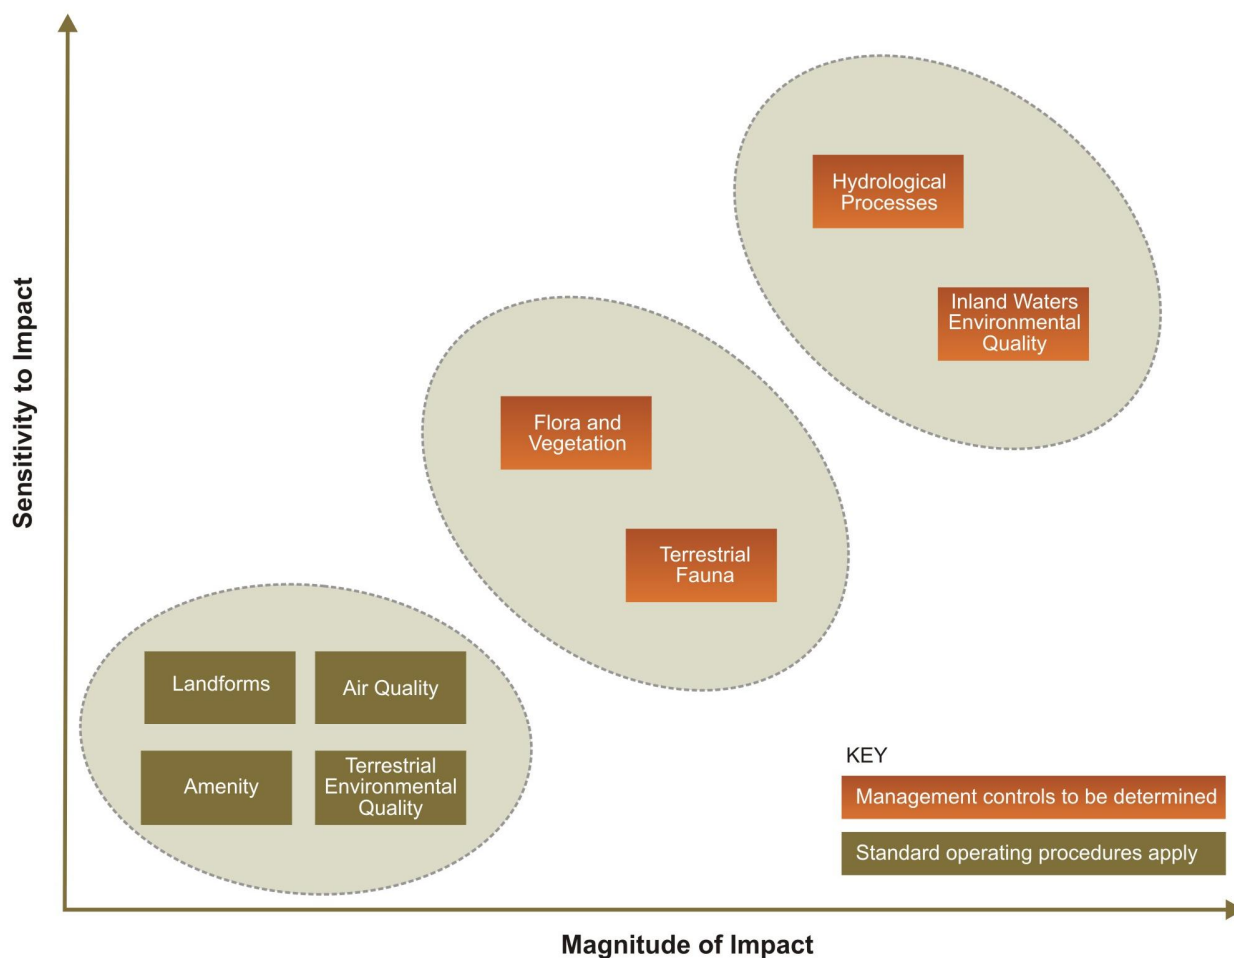 Sensitivity to Impact
Hydrological
Processes
Inland Waters
Environmental
Quality
Flora and
Vegetation
Terrestrial
Fauna
Landforms
Air Quality
Amenity
Terrestrial
Environmental
Quality
KEY
Management controls to be determined
Standard operating procedures apply
Magnitude of Impact